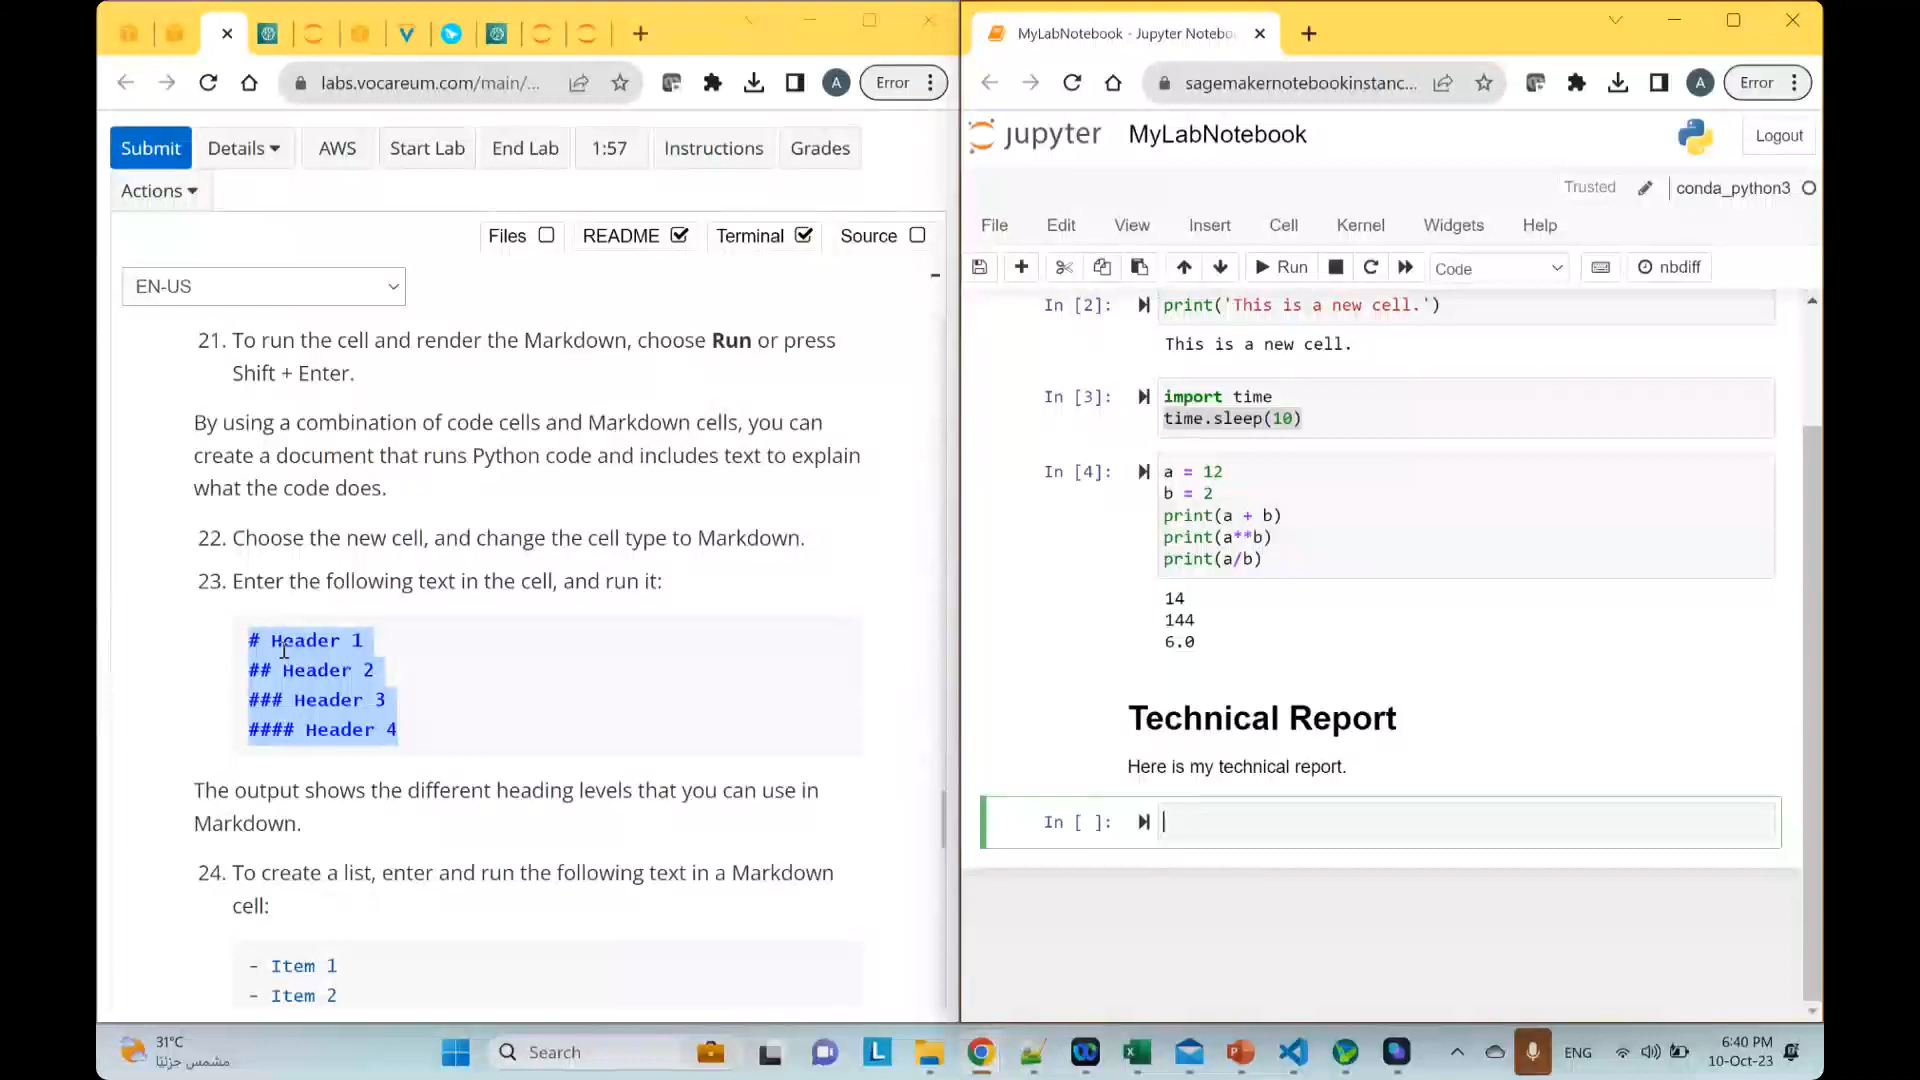 labs.vocareum.com/main/...
A
Error
Submit
Details
AWS
Start Lab
End Lab
1:57
Instructions
Grades
Actions
Files
README
Terminal
Source
EN-US
21. To run the cell and render the Markdown, choose Run or press
Shift + Enter.
By using a combination of code cells and Markdown cells, you can
create a document that runs Python code and includes text to explain
what the code does.
22. Choose the new cell, and change the cell type to Markdown.
23. Enter the following text in the cell, and run it:
# Header 1
## Header 2
### Header 3
#### Header 4
The output shows the different heading levels that you can use in
Markdown.
24. To create a list, enter and run the following text in a Markdown
cell:
- Item 1
- Item 2
MyLabNotebook - Jupyter Notebo
sagemakernotebookinstanc...
A
Error
jupyter MyLabNotebook
Logout
Trusted
conda_python3
File Edit View Insert Cell Kernel Widgets Help
Run
Code
nbdiff
In [2]: print('This is a new cell.')
This is a new cell.
In [3]: import time
time.sleep(10)
In [4]: a = 12
b = 2
print(a + b)
print(a**b)
print(a/b)
14
144
6.0
Technical Report
Here is my technical report.
In [ ]:
31°C
مشمس جزئيًا
Search
ENG
6:40 PM
10-Oct-23